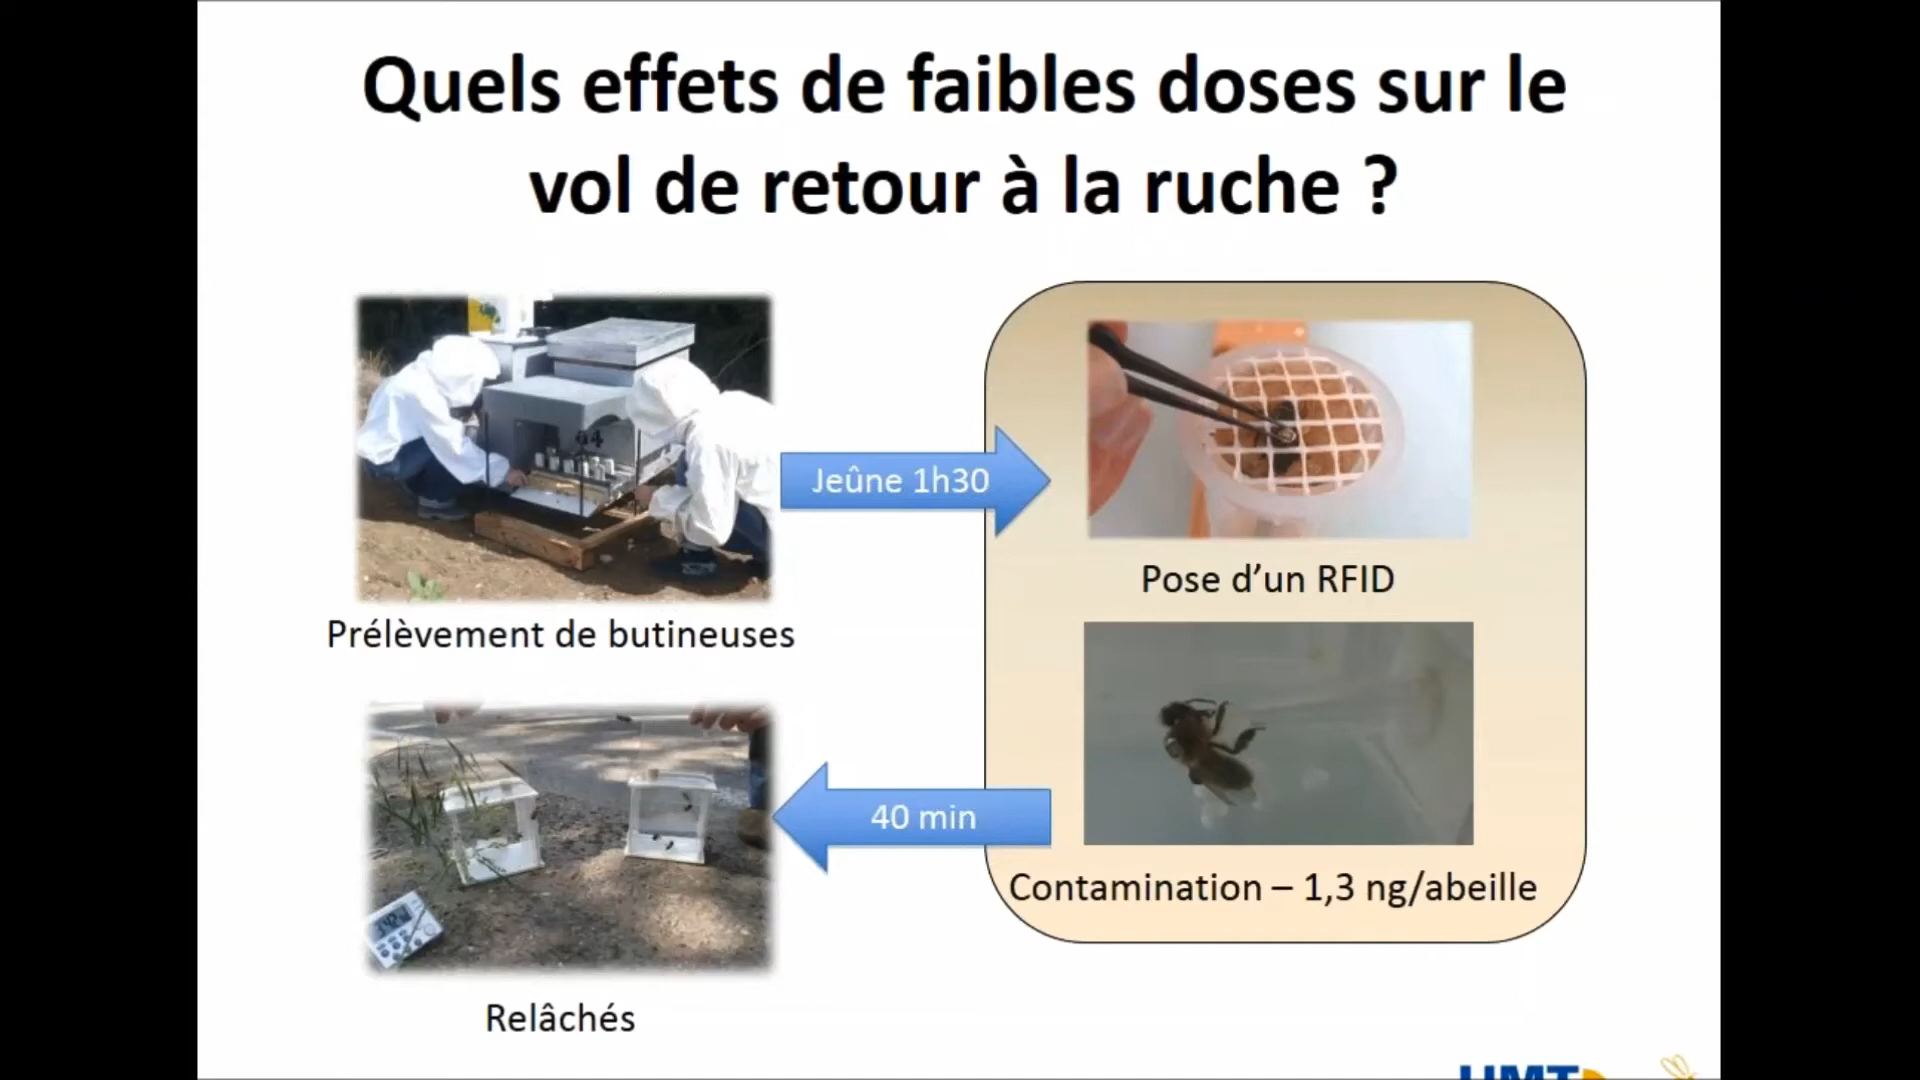 Quels effets de faibles doses sur le
vol de retour à la ruche ?
Jeûne 1h30
Pose d'un RFID
Prélèvement de butineuses
40 min
Contamination – 1,3 ng/abeille
Relâchés
UMT